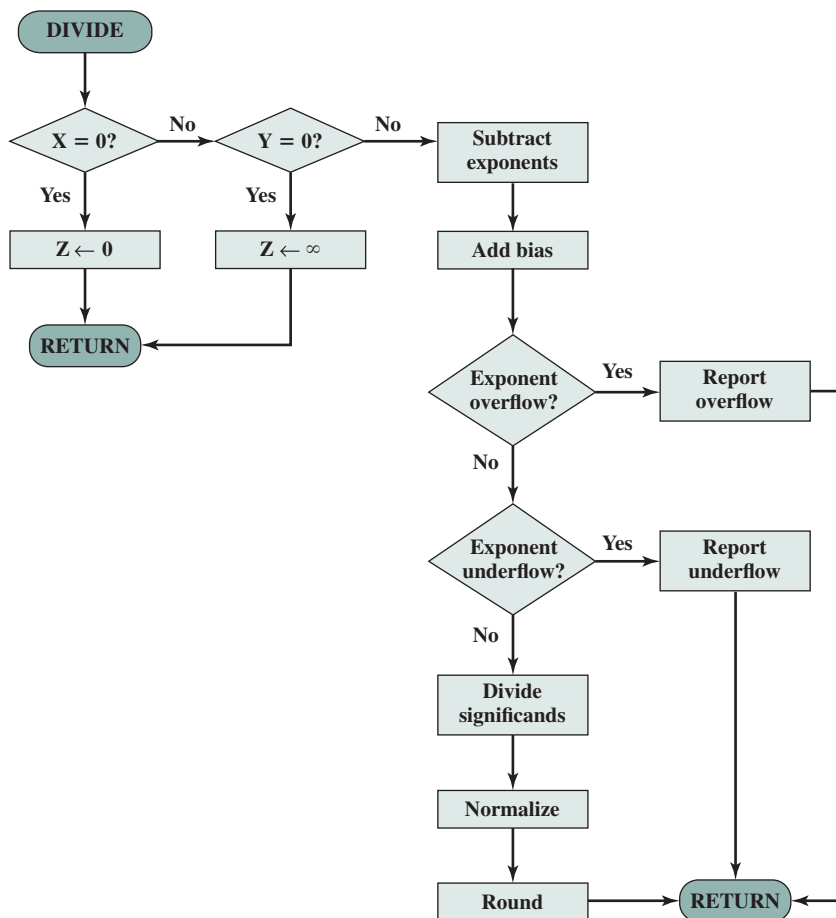 DIVIDE
X = 0?
No
Y = 0?
No
Subtract
exponents
Yes
Yes
Z ← 0
Z ← ∞
Add bias
RETURN
Exponent
overflow?
Yes
Report
overflow
No
Exponent
underflow?
Yes
Report
underflow
No
Divide
significands
Normalize
Round
RETURN